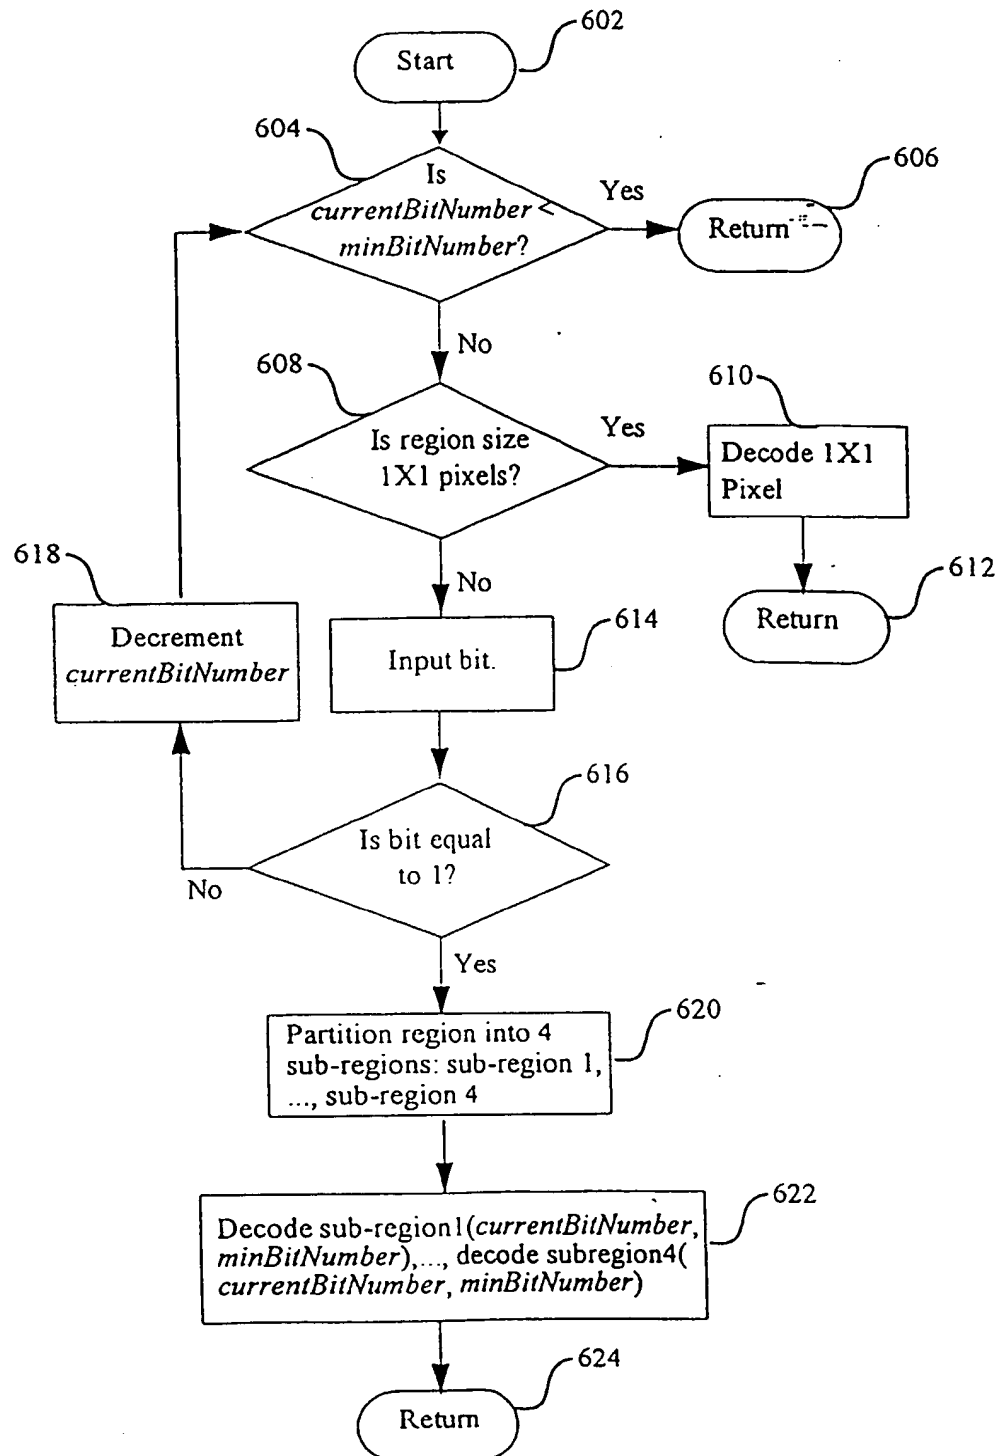 602
Start
604
Is
currentBitNumber <
minBitNumber?
Yes
606
Return
No
608
Is region size
1X1 pixels?
Yes
610
Decode 1X1
Pixel
618
Decrement
currentBitNumber
No
614
Input bit.
612
Return
616
Is bit equal
to 1?
No
Yes
620
Partition region into 4
sub-regions: sub-region 1,
..., sub-region 4
622
Decode sub-region1(currentBitNumber,
minBitNumber),..., decode subregion4(
currentBitNumber, minBitNumber)
624
Return